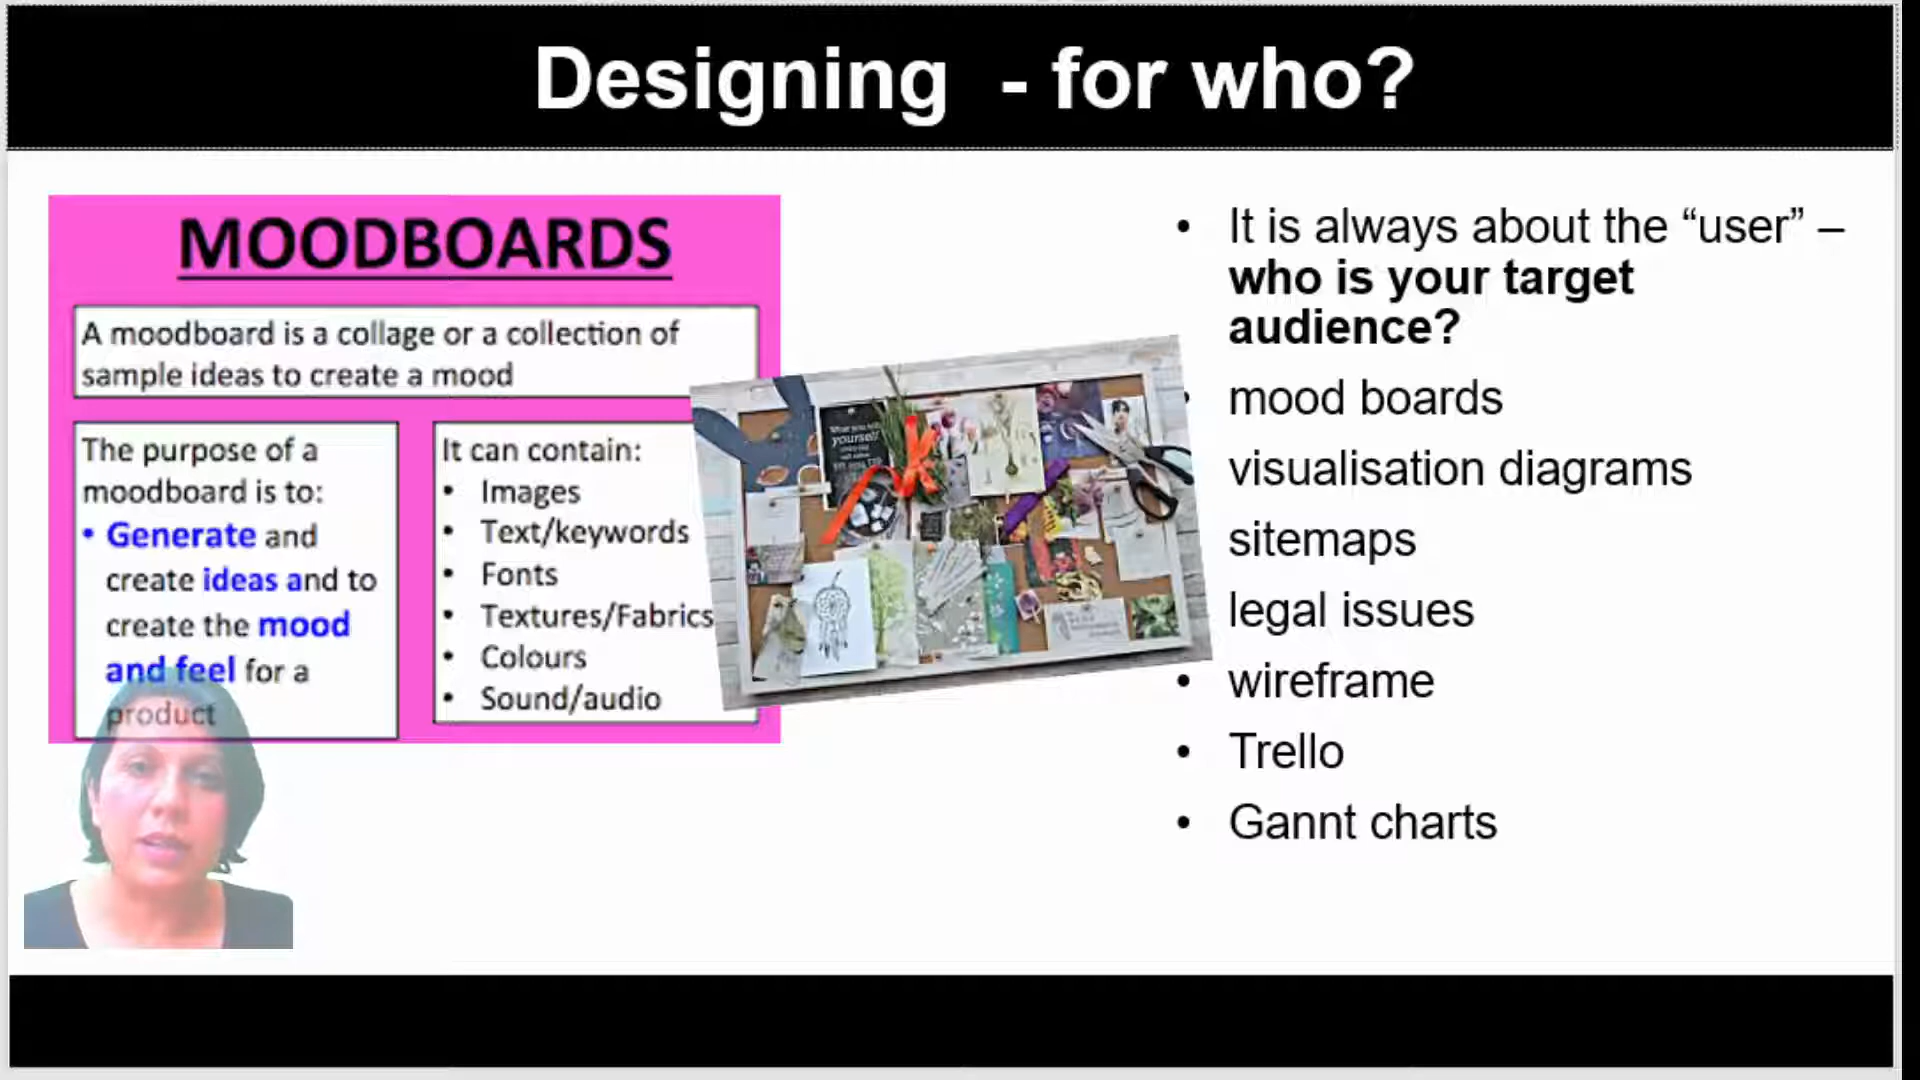 Designing - for who?
MOODBOARDS
A moodboard is a collage or a collection of
sample ideas to create a mood
The purpose of a
moodboard is to:
• Generate and
create ideas and to
create the mood
and feel for a
product
It can contain:
• Images
• Text/keywords
• Fonts
• Textures/Fabrics
• Colours
• Sound/audio
yourself
• It is always about the “user” –
who is your target
audience?
mood boards
visualisation diagrams
sitemaps
legal issues
• wireframe
• Trello
• Gannt charts